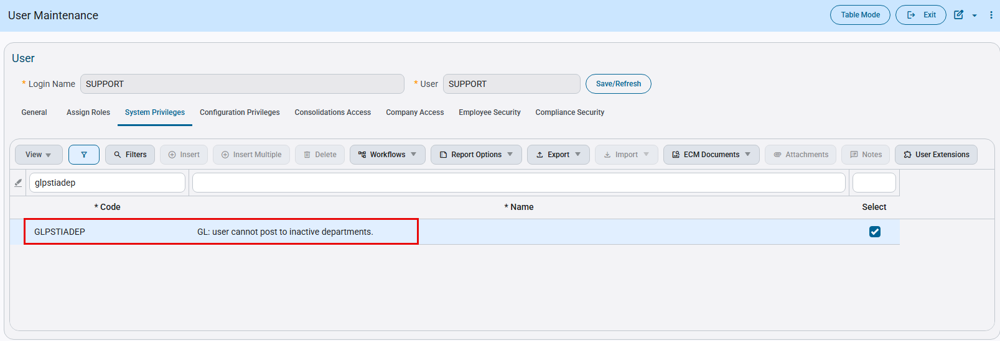 User Maintenance
Table Mode
Exit
User
* Login Name SUPPORT * User SUPPORT Save/Refresh
General Assign Roles System Privileges Configuration Privileges Consolidations Access Company Access Employee Security Compliance Security
View Filters Insert Insert Multiple Delete Workflows Report Options Export Import ECM Documents Attachments Notes User Extensions
glpstiadep
* Code * Name Select
GLPSTIADEP GL: user cannot post to inactive departments.